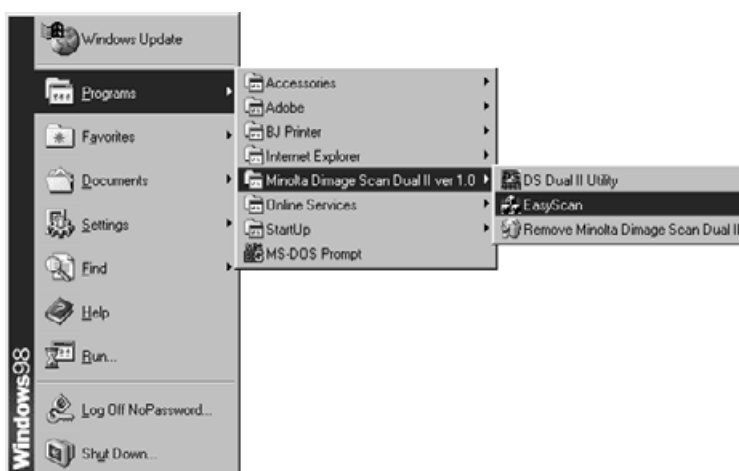 Windows Update
Programs
Favorites
Documents
Settings
Find
Help
Run...
Log Off NoPassword...
Shut Down...
Windows98
Accessories
Adobe
BJ Printer
Internet Explorer
Minolta Dimage Scan Dual II ver 1.0
Online Services
StartUp
MS-DOS Prompt
DS Dual II Utility
EasyScan
Remove Minolta Dimage Scan Dual II